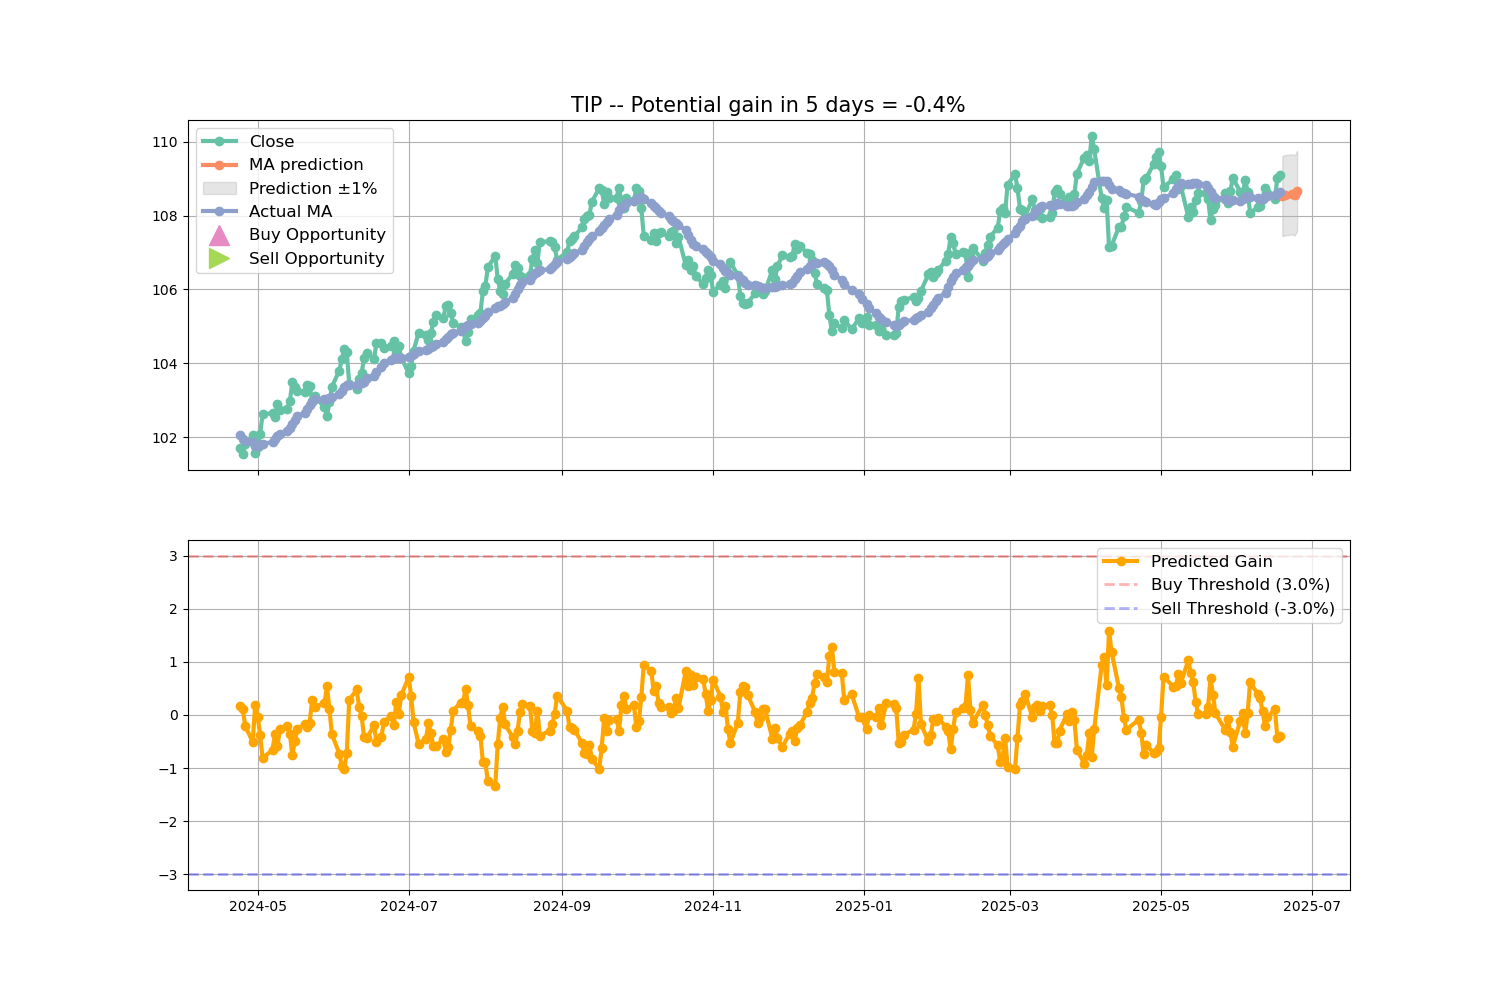 TIP -- Potential gain in 5 days = -0.4%
110
108
106
104
102
Close
MA prediction
Prediction ±1%
Actual MA
Buy Opportunity
Sell Opportunity
3
2
1
0
−1
−2
−3
Predicted Gain
Buy Threshold (3.0%)
Sell Threshold (-3.0%)
2024-05
2024-07
2024-09
2024-11
2025-01
2025-03
2025-05
2025-07